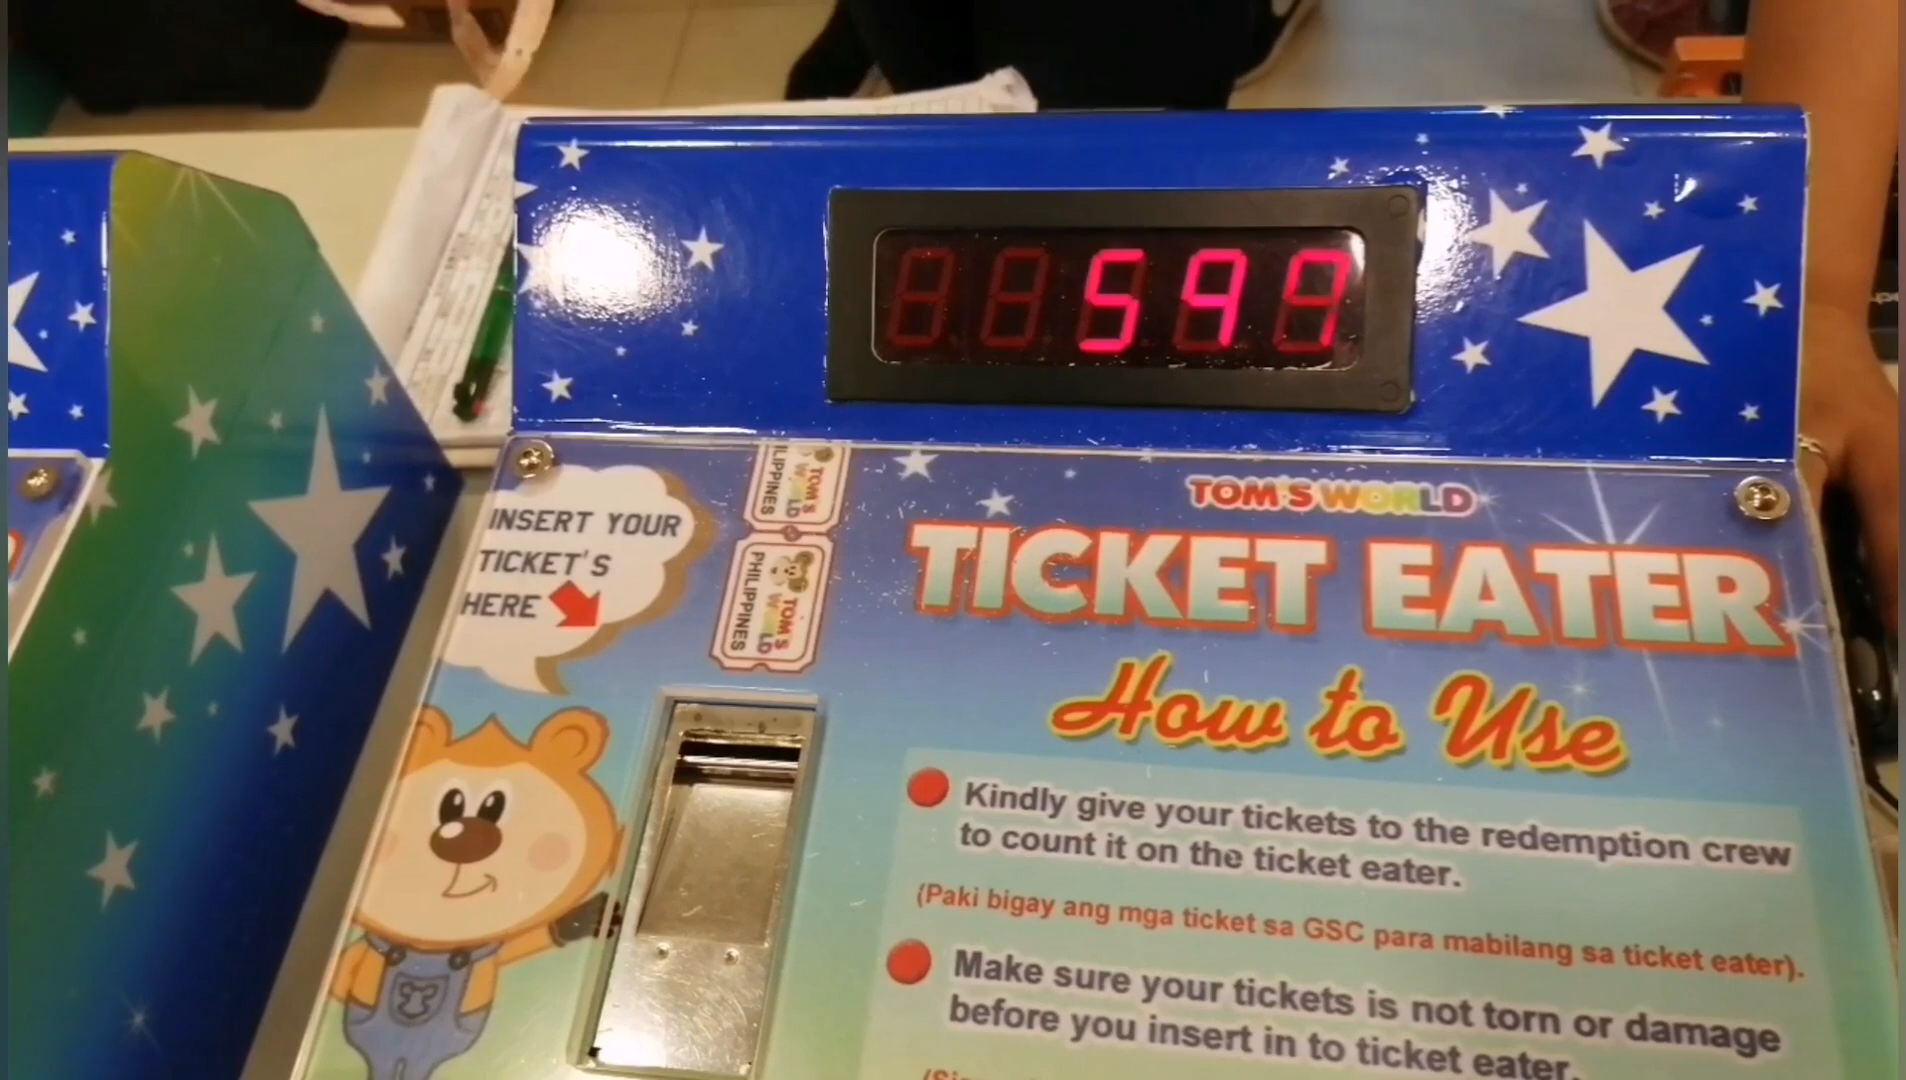 597
INSERT YOUR
TICKET'S
HERE
TOM'S
WORLD
PHILIPPINES
TOM'S
WORLD
PHILIPPINES
TOM'S WORLD
TICKET EATER
How to Use
Kindly give your tickets to the redemption crew
to count it on the ticket eater.
(Paki bigay ang mga ticket sa GSC para mabilang sa ticket eater).
Make sure your tickets is not torn or damage
before you insert in to ticket eater.